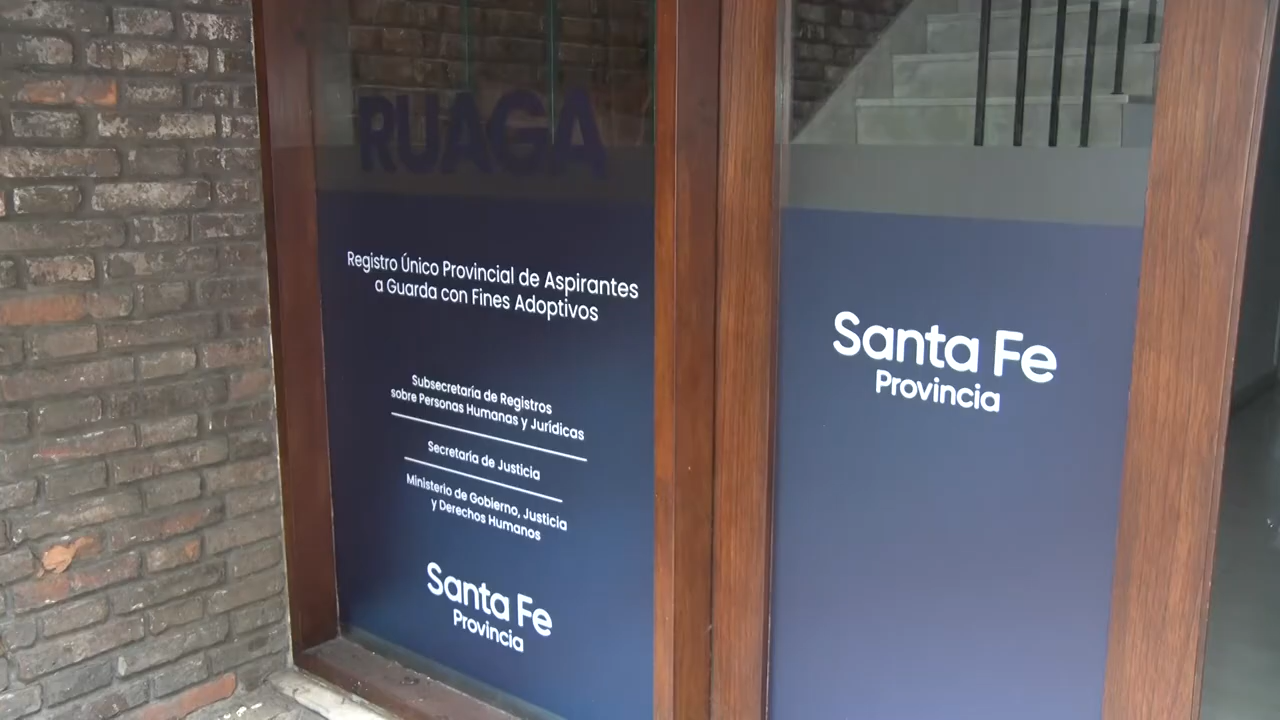 RUAGA
Registro Único Provincial de Aspirantes
a Guarda con Fines Adoptivos
Subsecretaría de Registros
sobre Personas Humanas y Jurídicas
Secretaría de Justicia
Ministerio de Gobierno, Justicia
y Derechos Humanos
Santa Fe
Provincia
Santa Fe
Provincia